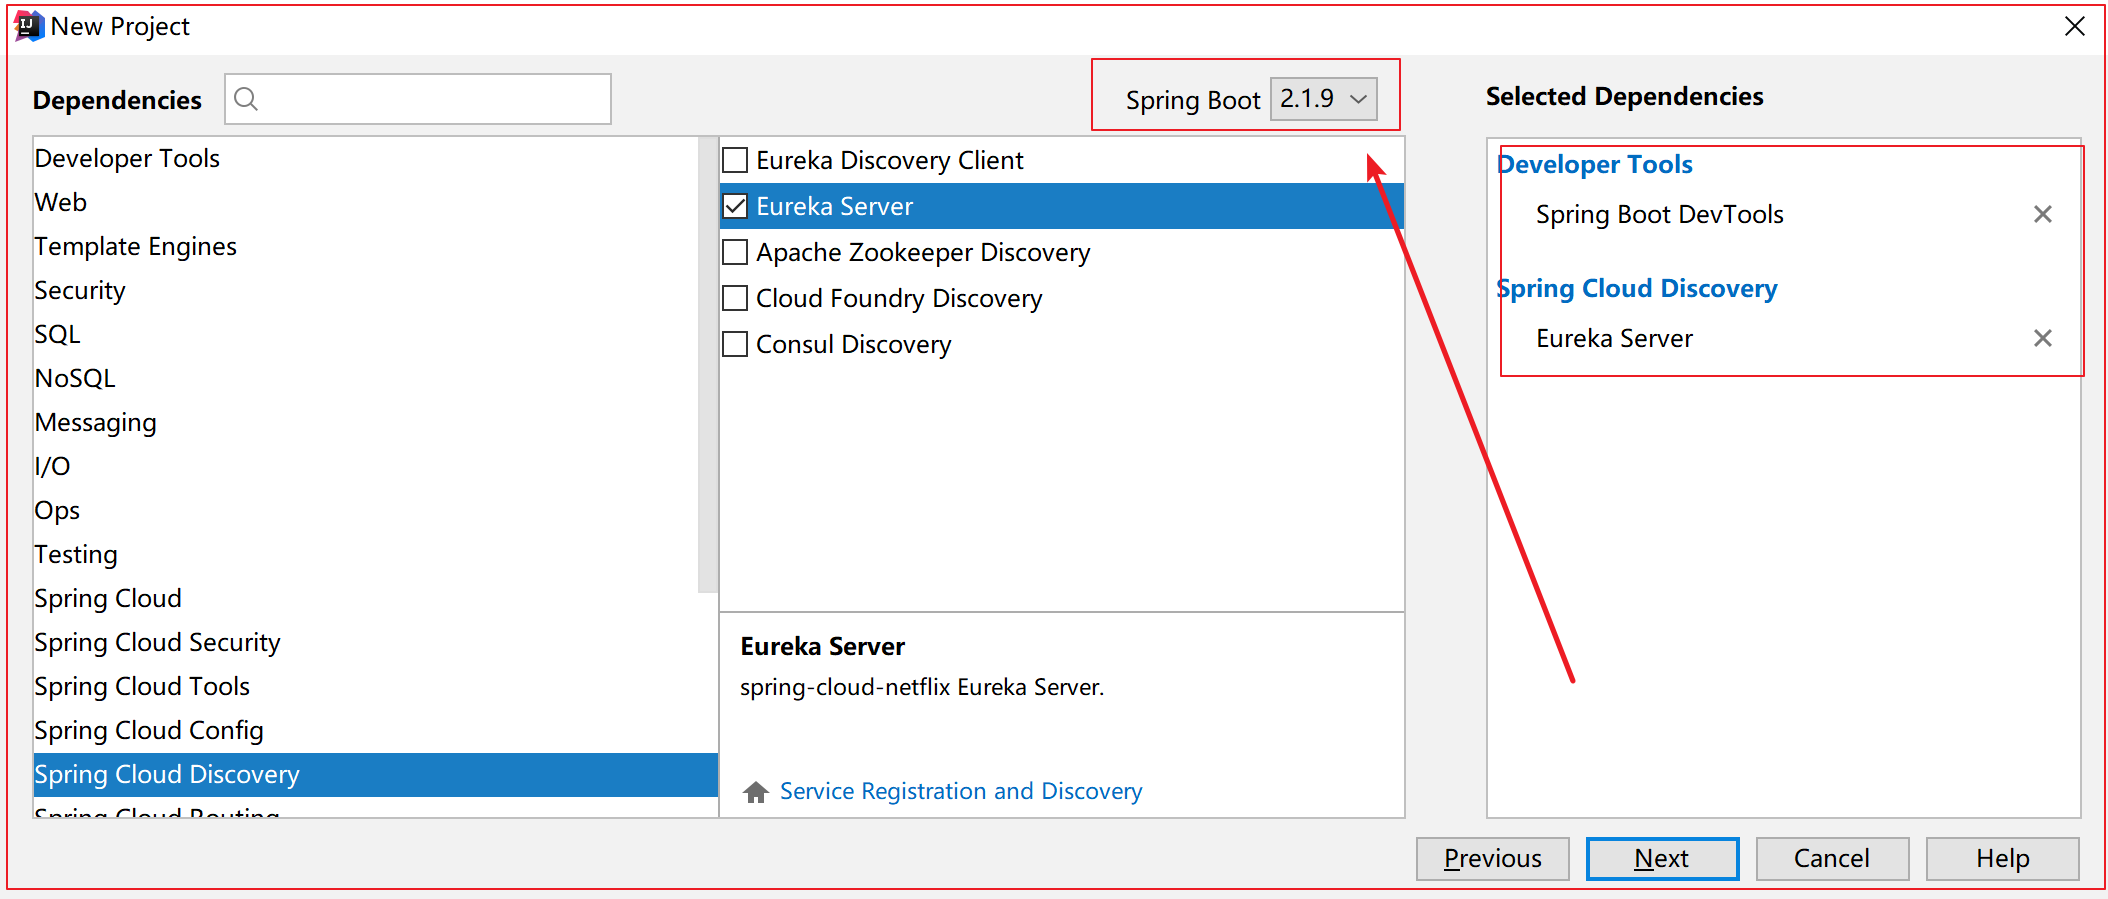 New Project
Dependencies
Spring Boot 2.1.9
Selected Dependencies
Developer Tools
Web
Template Engines
Security
SQL
NoSQL
Messaging
I/O
Ops
Testing
Spring Cloud
Spring Cloud Security
Spring Cloud Tools
Spring Cloud Config
Spring Cloud Discovery
Spring Cloud Routing
Eureka Discovery Client
Eureka Server
Apache Zookeeper Discovery
Cloud Foundry Discovery
Consul Discovery
Eureka Server
spring-cloud-netflix Eureka Server.
Service Registration and Discovery
Developer Tools
Spring Boot DevTools
Spring Cloud Discovery
Eureka Server
Previous
Next
Cancel
Help